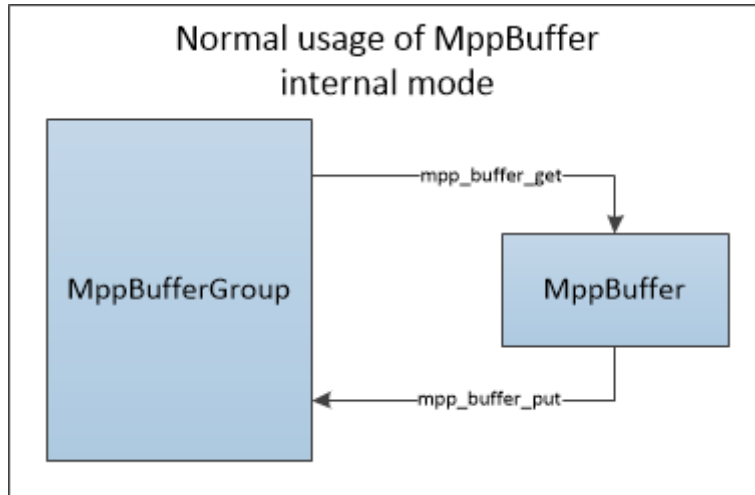 Normal usage of MppBuffer
internal mode
mpp_buffer_get
MppBufferGroup
MppBuffer
mpp_buffer_put